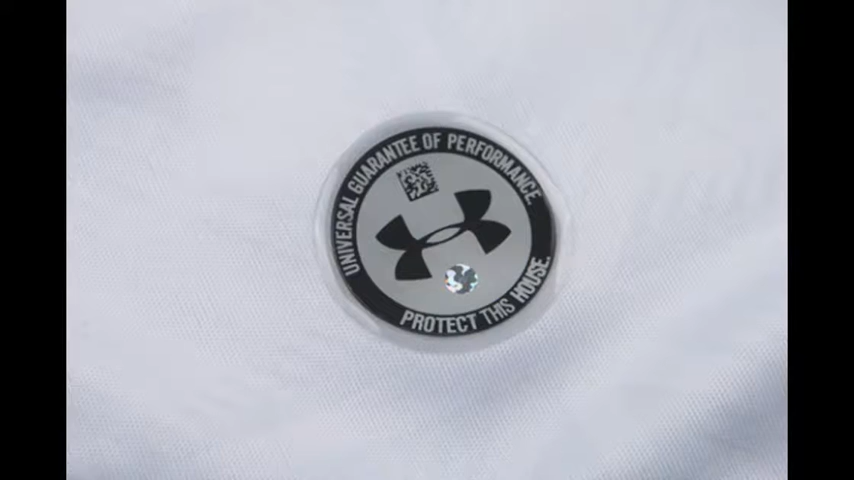 UNIVERSAL GUARANTEE OF PERFORMANCE.
PROTECT THIS HOUSE.